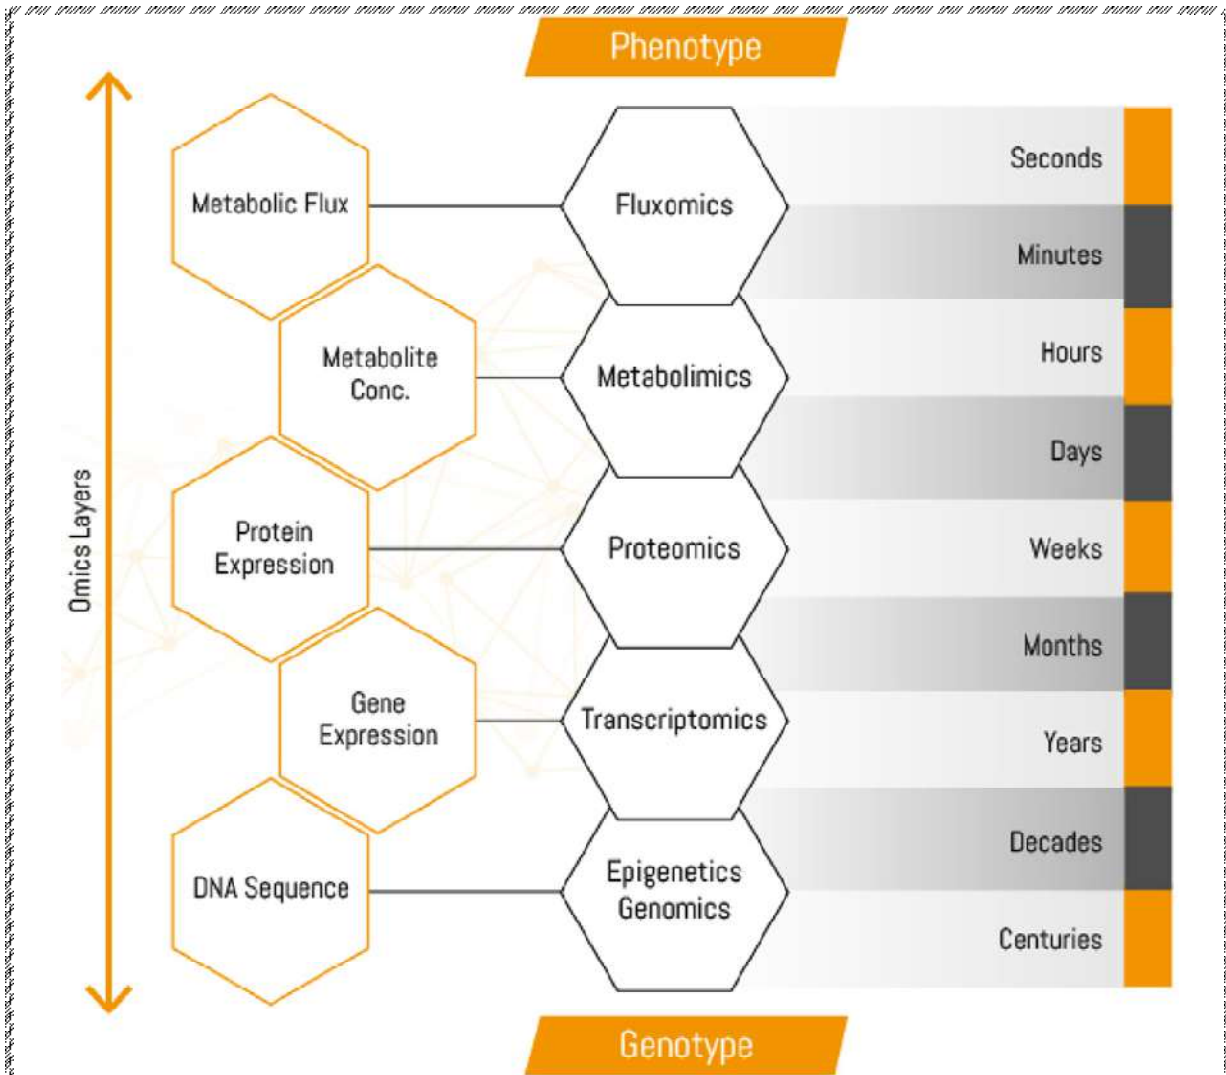 Phenotype
Omics Layers
Metabolic Flux
Fluxomics
Seconds
Minutes
Metabolite
Conc.
Metabolimics
Hours
Days
Protein
Expression
Proteomics
Weeks
Months
Gene
Expression
Transcriptomics
Years
Decades
DNA Sequence
Epigenetics
Genomics
Centuries
Genotype